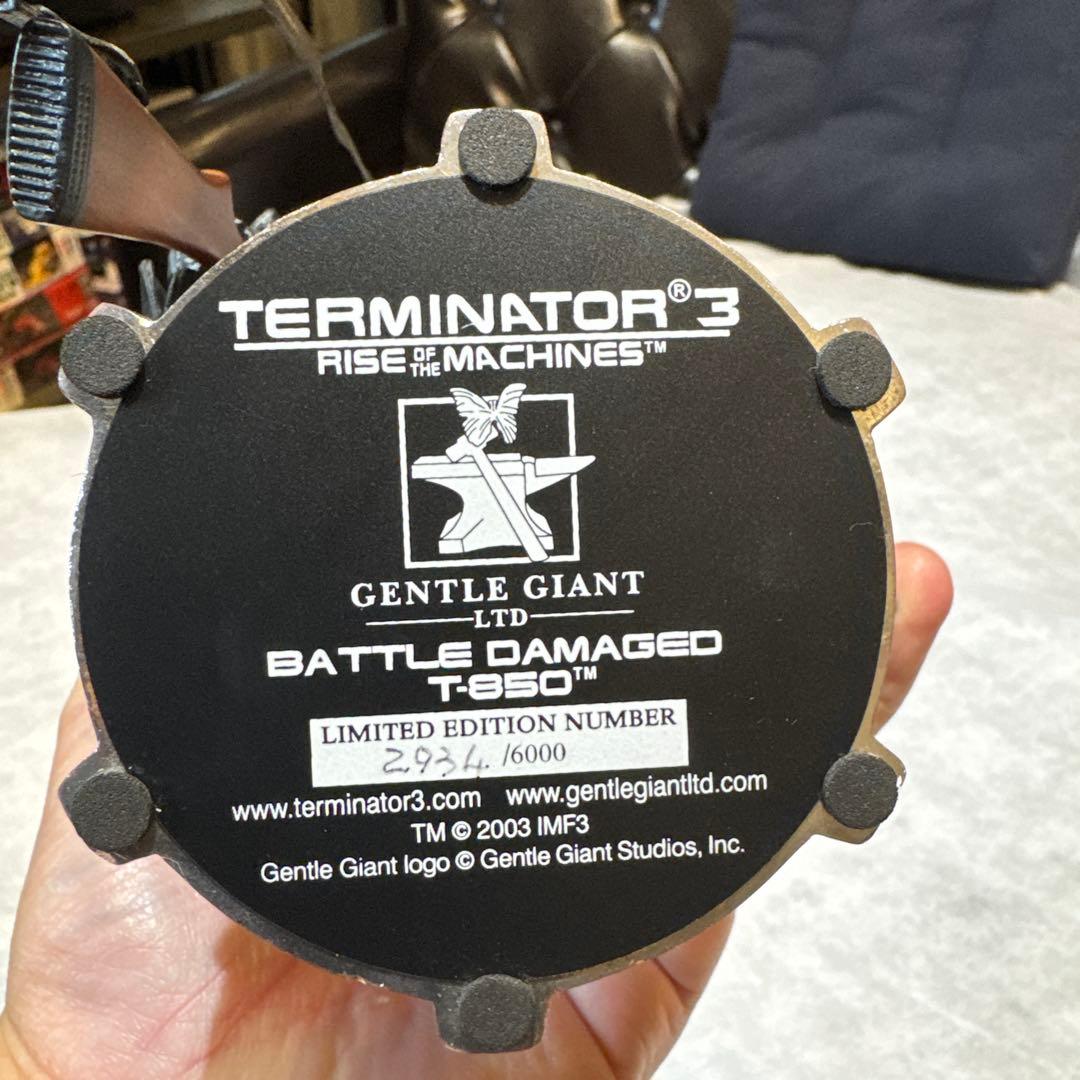 TERMINATOR® 3
RISE OF THE MACHINES™
GENTLE GIANT
LTD
BATTLE DAMAGED
T-850™
LIMITED EDITION NUMBER
2934 /6000
www.terminator3.com www.gentlegiantltd.com
TM © 2003 IMF3
Gentle Giant logo © Gentle Giant Studios, Inc.